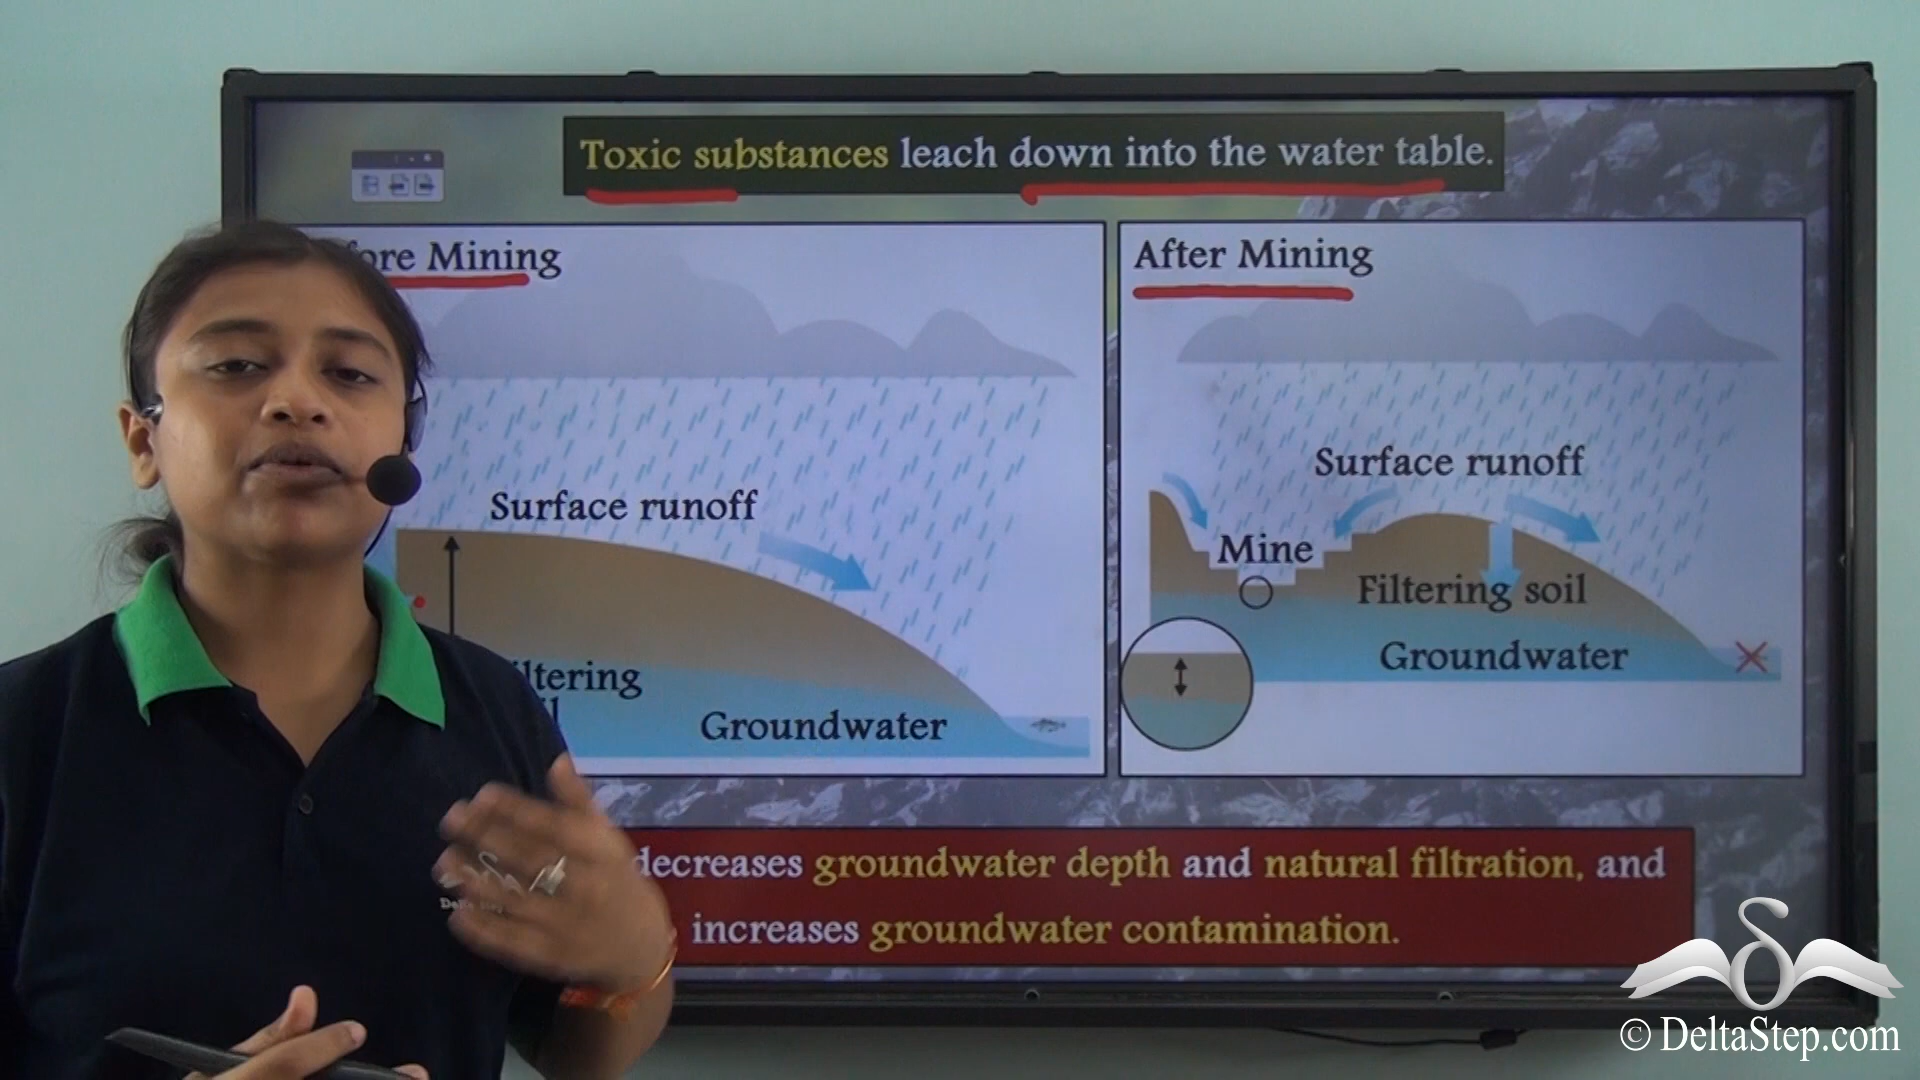 Toxic substances leach down into the water table.
fore Mining
Surface runoff
ltering
Groundwater
After Mining
Surface runoff
Mine
Filtering soil
Groundwater
decreases groundwater depth and natural filtration, and
increases groundwater contamination.
© DeltaStep.com